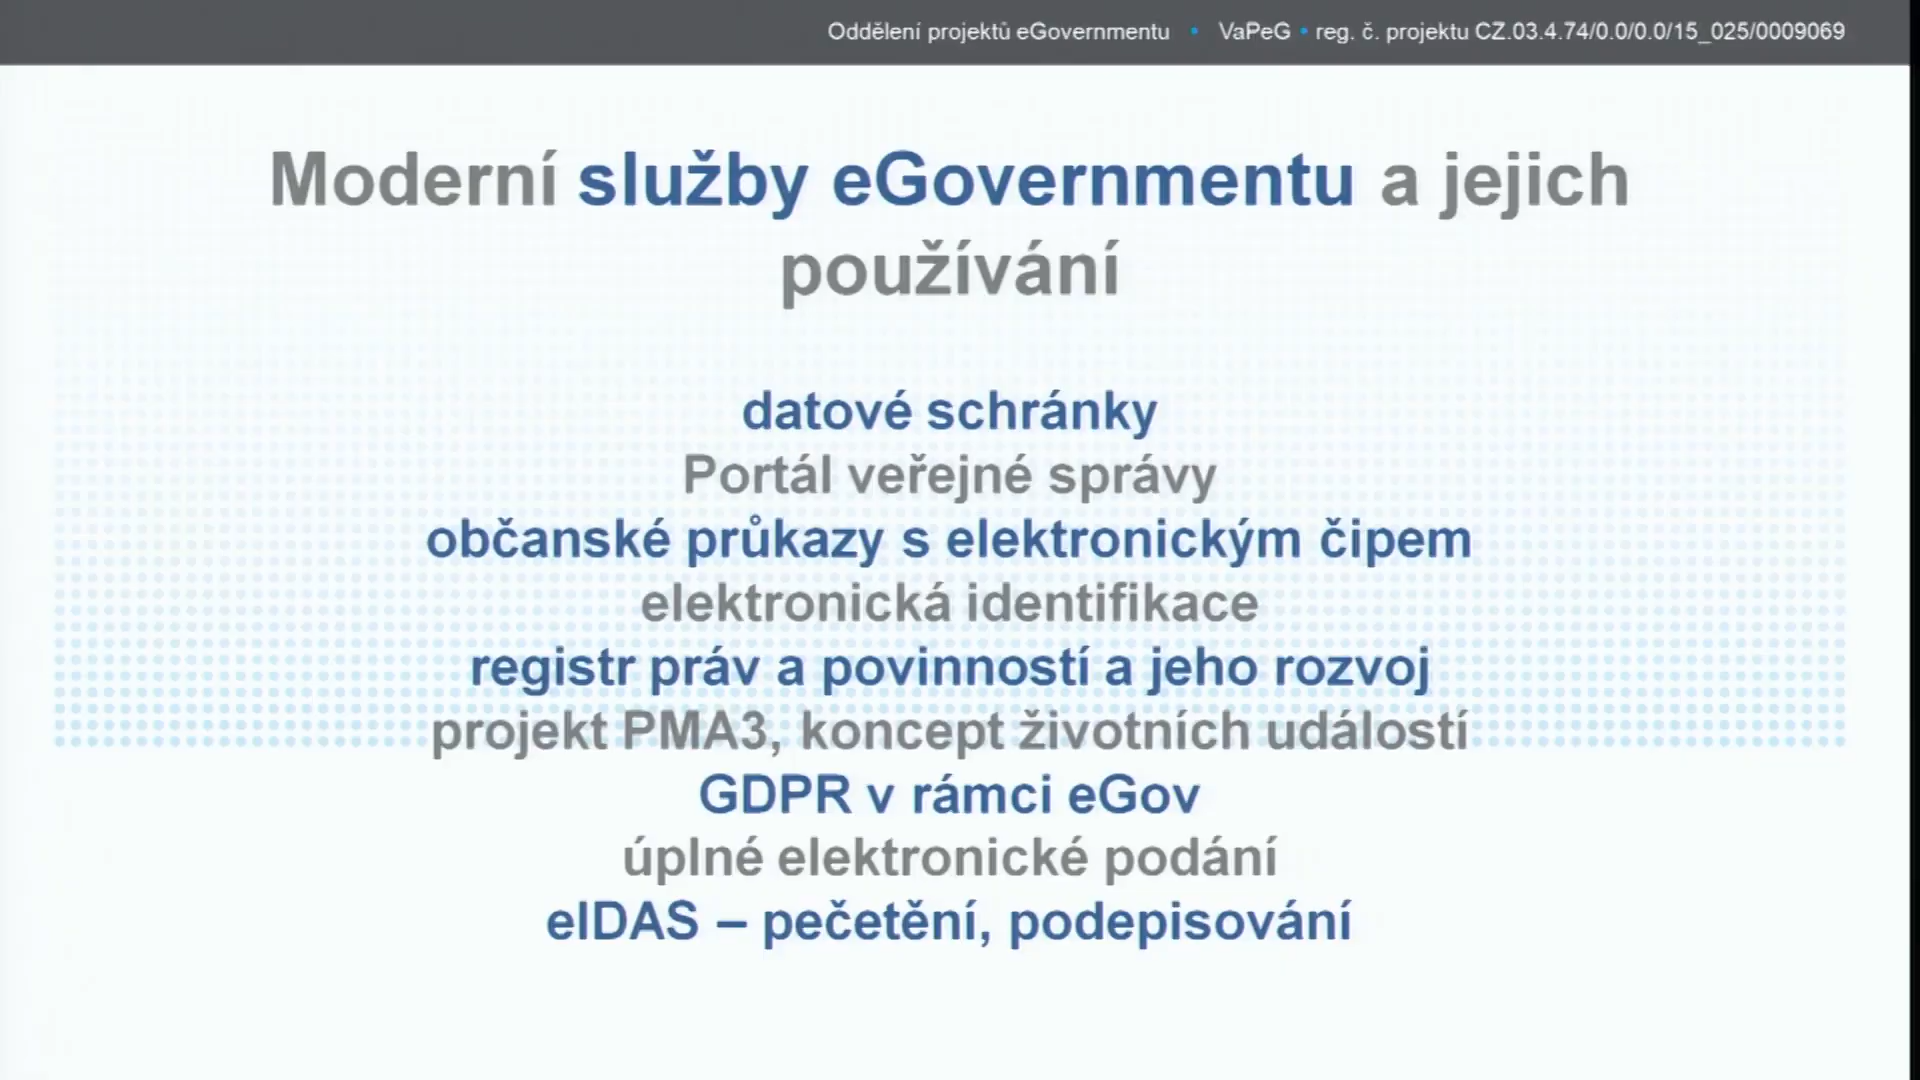 Oddělení projektů eGovernmentu • VaPeG • reg. č. projektu CZ.03.4.74/0.0/0.0/15_025/0009069
Moderní služby eGovernmentu a jejich
používání
datové schránky
Portál veřejné správy
občanské průkazy s elektronickým čipem
elektronická identifikace
registr práv a povinností a jeho rozvoj
projekt PMA3, koncept životních událostí
GDPR v rámci eGov
úplné elektronické podání
eIDAS – pečetění, podepisování